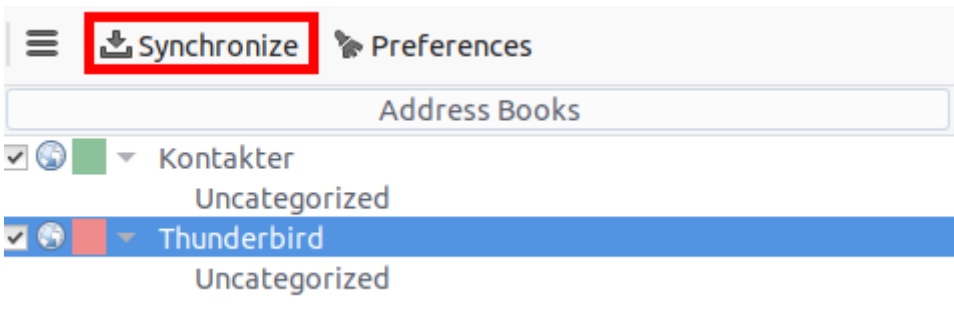 Synchronize Preferences
Address Books
Kontakter
Uncategorized
Thunderbird
Uncategorized